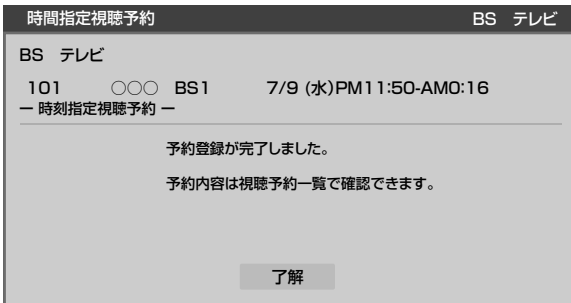 時間指定視聴予約 BS テレビ
BS テレビ
101 ○○○ BS1 7/9 (水)PM11:50-AM0:16
ー 時刻指定視聴予約 ー
予約登録が完了しました。
予約内容は視聴予約一覧で確認できます。
了解